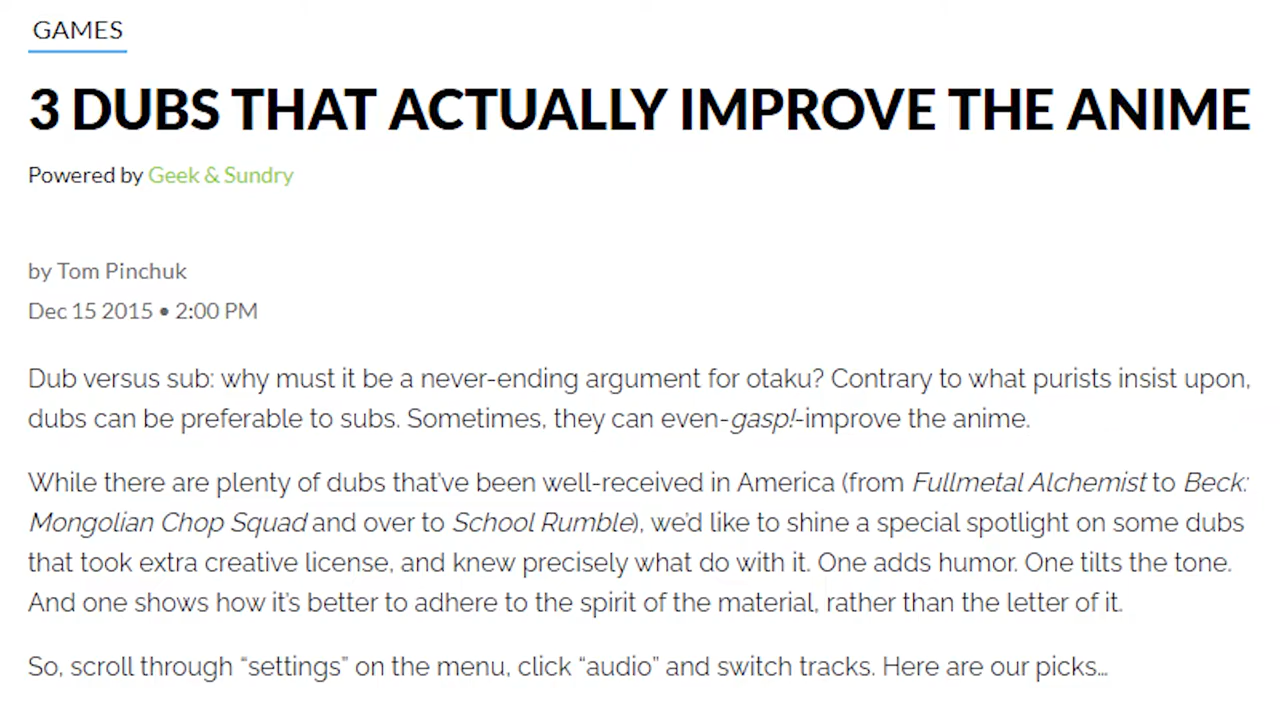 GAMES
3 DUBS THAT ACTUALLY IMPROVE THE ANIME
Powered by Geek & Sundry
by Tom Pinchuk
Dec 15 2015 • 2:00 PM
Dub versus sub: why must it be a never-ending argument for otaku? Contrary to what purists insist upon,
dubs can be preferable to subs. Sometimes, they can even-gasp!-improve the anime.
While there are plenty of dubs that've been well-received in America (from Fullmetal Alchemist to Beck:
Mongolian Chop Squad and over to School Rumble), we'd like to shine a special spotlight on some dubs
that took extra creative license, and knew precisely what do with it. One adds humor. One tilts the tone.
And one shows how it's better to adhere to the spirit of the material, rather than the letter of it.
So, scroll through “settings” on the menu, click “audio” and switch tracks. Here are our picks…